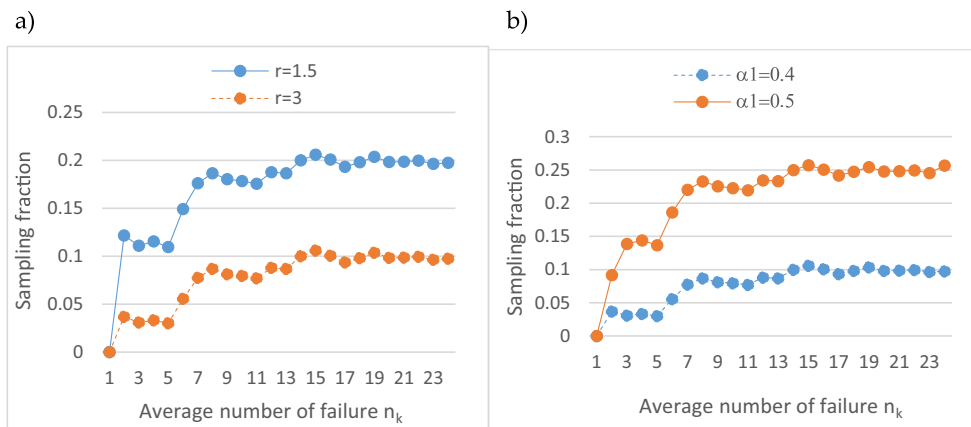 a)
r=1.5
r=3
0.25
0.2
0.15
0.1
0.05
0
Sampling fraction
1 3 5 7 9 11 13 15 17 19 21 23
Average number of failure nk
b)
α1=0.4
α1=0.5
0.3
0.25
0.2
0.15
0.1
0.05
0
Sampling fraction
1 3 5 7 9 11 13 15 17 19 21 23
Average number of failure nk